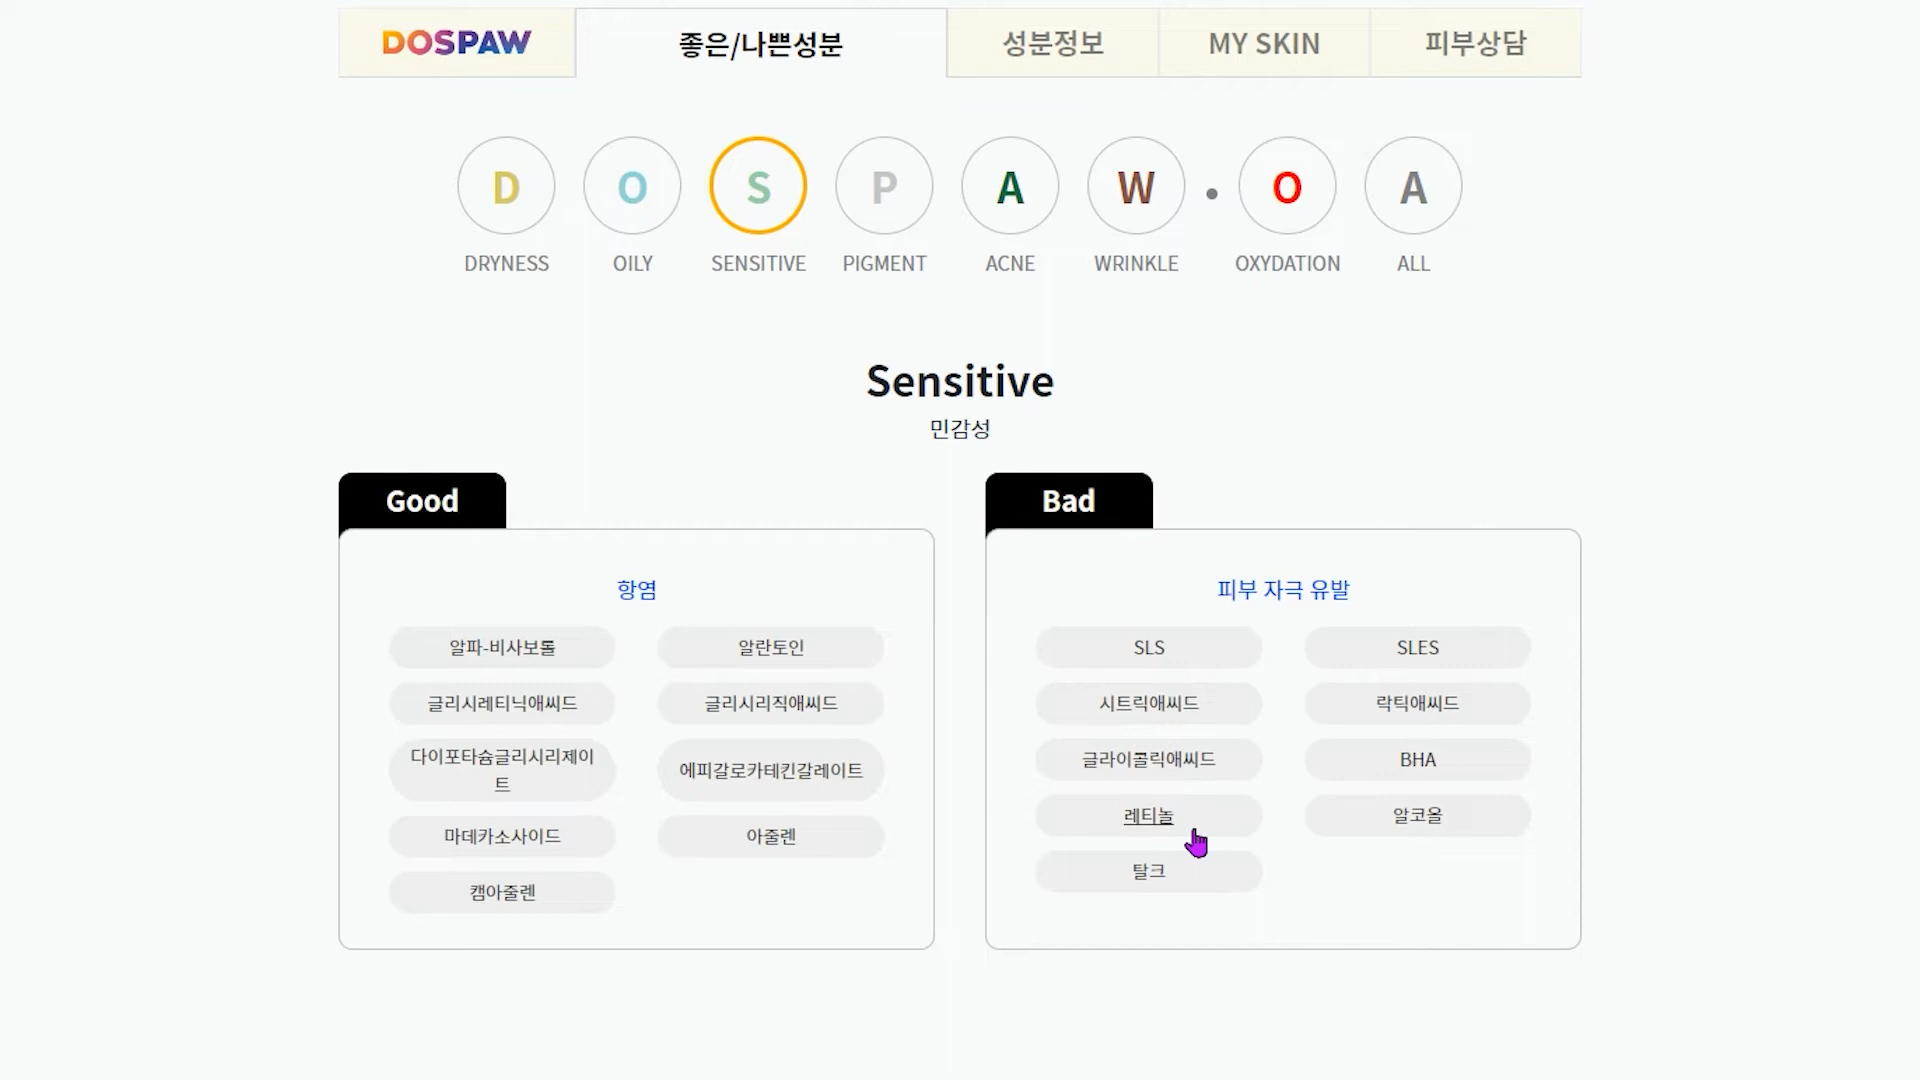 DOSPAW
좋은/나쁜성분
성분정보
MY SKIN
피부상담
D
O
S
P
A
W
O
A
DRYNESS
OILY
SENSITIVE
PIGMENT
ACNE
WRINKLE
OXYDATION
ALL
Sensitive
민감성
Good
항염
알파-비사보롤
알란토인
글리시레티닉애씨드
글리시리직애씨드
다이포타슘글리시리제이
트
에피갈로카테킨갈레이트
마데카소사이드
아줄렌
캠아줄렌
Bad
피부 자극 유발
SLS
SLES
시트릭애씨드
락틱애씨드
글라이콜릭애씨드
BHA
레티놀
알코올
탈크